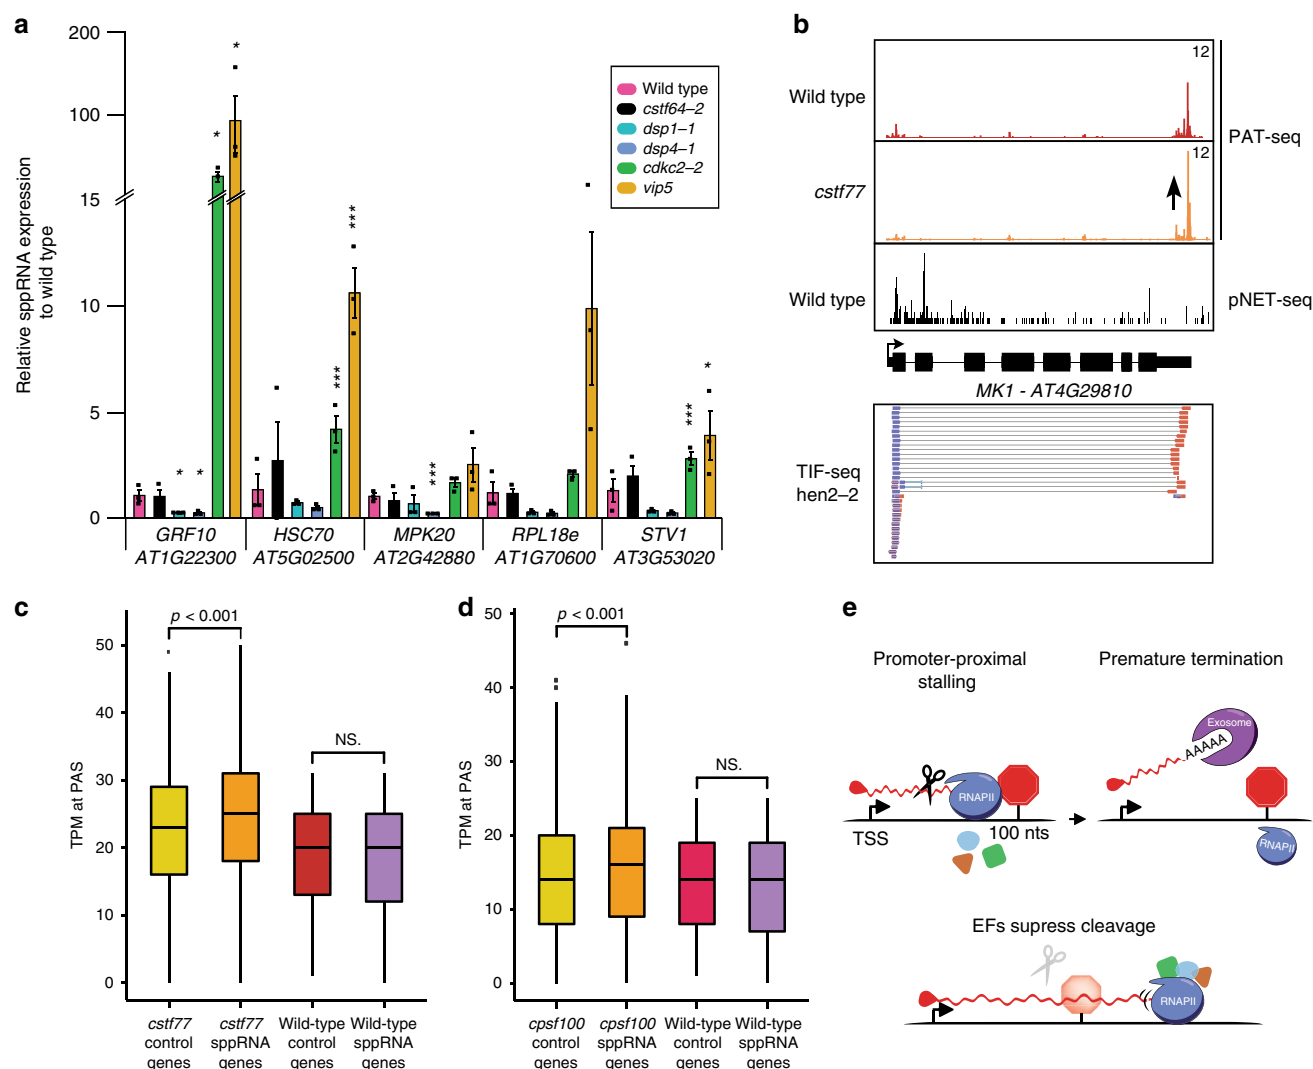 a
Relative sppRNA expression
to wild type
200
100
15
10
5
0
Wild type
cstf64–2
dsp1–1
dsp4–1
cdkc2–2
vip5
* * * *
*** ***
***
*** *
GRF10
AT1G22300
HSC70
AT5G02500
MPK20
AT2G42880
RPL18e
AT1G70600
STV1
AT3G53020
b
Wild type
12
cstf77
12
PAT-seq
Wild type
pNET-seq
MK1 - AT4G29810
TIF-seq
hen2–2
c
p < 0.001
NS.
TPM at PAS
50
40
30
20
10
0
cstf77
control
genes
cstf77
sppRNA
genes
Wild-type
control
genes
Wild-type
sppRNA
genes
d
p < 0.001
NS.
TPM at PAS
50
40
30
20
10
0
cpsf100
control
genes
cpsf100
sppRNA
genes
Wild-type
control
genes
Wild-type
sppRNA
genes
e
Promoter-proximal
stalling
RNAPII
TSS
100 nts
Premature termination
Exosome
AAAAA
RNAPII
EFs supress cleavage
RNAPII